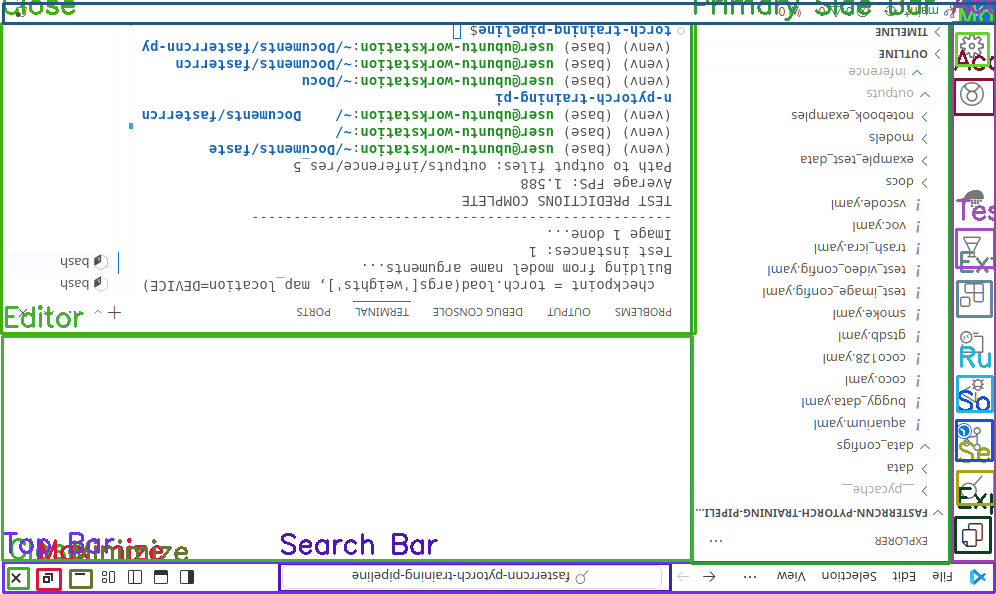 File Edit Selection View ...
fasterrcnn-pytorch-training-pipeline
EXPLORER ...
FASTERRCNN-PYTORCH-TRAINING-PIPELL...
__pycache__
data
data_configs
aquarium.yaml
buggy_data.yaml
coco.yaml
coco128.yaml
gtsdb.yaml
smoke.yaml
test_image_config.yaml
test_video_config.yaml
trash_icra.yaml
voc.yaml
vscode.yaml
docs
example_test_data
models
notebook_examples
outputs
inference
OUTLINE
TIMELINE
PROBLEMS OUTPUT DEBUG CONSOLE TERMINAL PORTS
checkpoint = torch.load(args['weights'], map_location=DEVICE)
Building from model name arguments...
Test instances: 1
Image 1 done...
--------------------------------------------------
TEST PREDICTIONS COMPLETE
Average FPS: 1.588
Path to output files: outputs/inference/res_5
(venv) (base) user@ubuntu-workstation:~/Documents/faste
(venv) (base) user@ubuntu-workstation:~/
(venv) (base) user@ubuntu-workstation:~/ Documents/fasterrcn
n-pytorch-training-pi
(venv) (base) user@ubuntu-workstation:~/Docu
(venv) (base) user@ubuntu-workstation:~/Documents/fasterrcn
(venv) (base) user@ubuntu-workstation:~/Documents/fasterrcnn-py
torch-training-pipeline$
bash
bash
main
Close
Primary Side Bar
Acc
Tes
Ex
Editor
Ru
So
Se
Exp
Top Bar
Search Bar